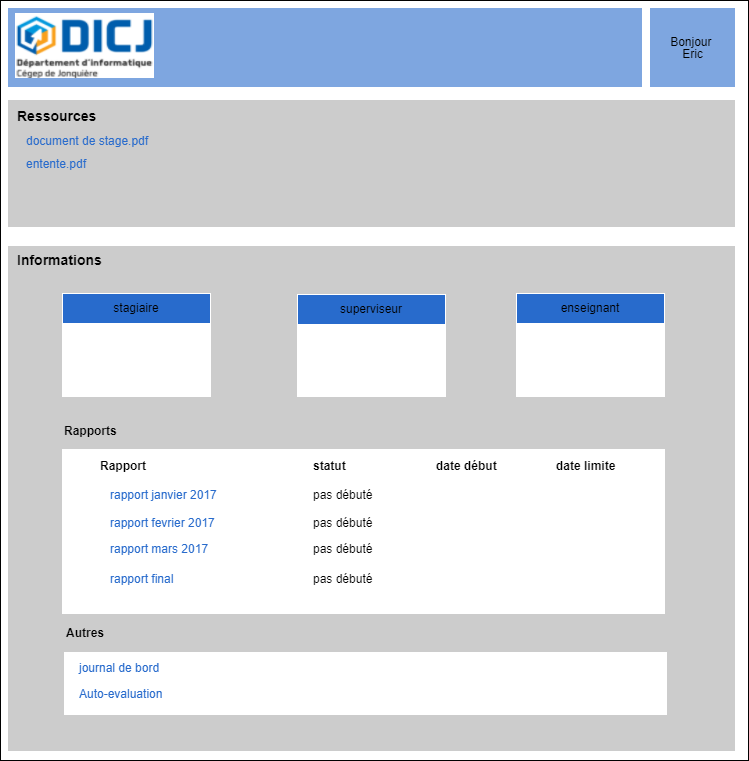 DICJ
Département d'informatique
Cégep de Jonquière
Bonjour
Eric
Ressources
document de stage.pdf
entente.pdf
Informations
stagiaire superviseur enseignant
Rapports
Rapport statut date début date limite
rapport janvier 2017 pas débuté
rapport fevrier 2017 pas débuté
rapport mars 2017 pas débuté
rapport final pas débuté
Autres
journal de bord
Auto-evaluation